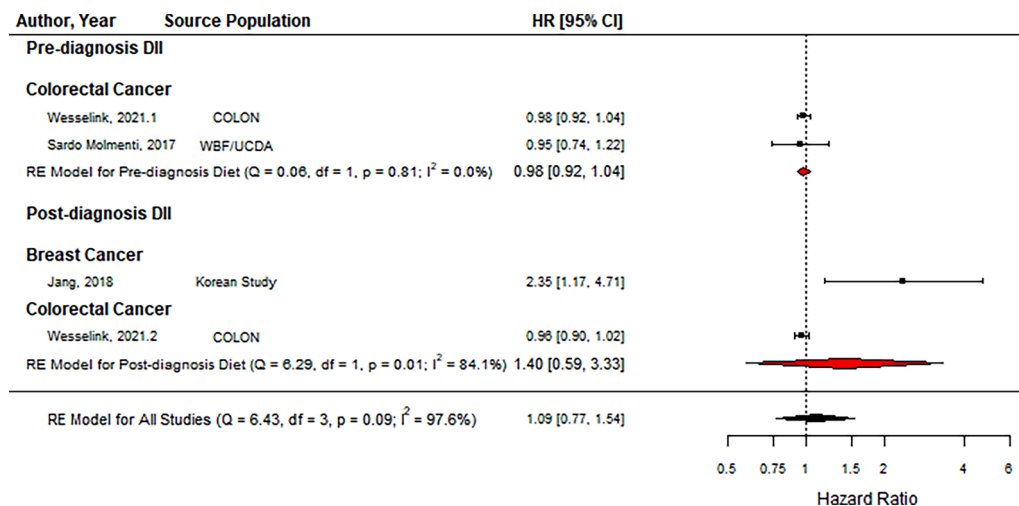 Author, Year Source Population HR [95% CI]
Pre-diagnosis DII
Colorectal Cancer
Wesselink, 2021.1 COLON 0.98 [0.92, 1.04]
Sardo Molmenti, 2017 WBF/UCDA 0.95 [0.74, 1.22]
RE Model for Pre-diagnosis Diet (Q = 0.06, df = 1, p = 0.81; I² = 0.0%) 0.98 [0.92, 1.04]
Post-diagnosis DII
Breast Cancer
Jang, 2018 Korean Study 2.35 [1.17, 4.71]
Colorectal Cancer
Wesselink, 2021.2 COLON 0.96 [0.90, 1.02]
RE Model for Post-diagnosis Diet (Q = 6.29, df = 1, p = 0.01; I² = 84.1%) 1.40 [0.59, 3.33]
RE Model for All Studies (Q = 6.43, df = 3, p = 0.09; I² = 97.6%) 1.09 [0.77, 1.54]
0.5 0.75 1 1.5 2 4 6
Hazard Ratio